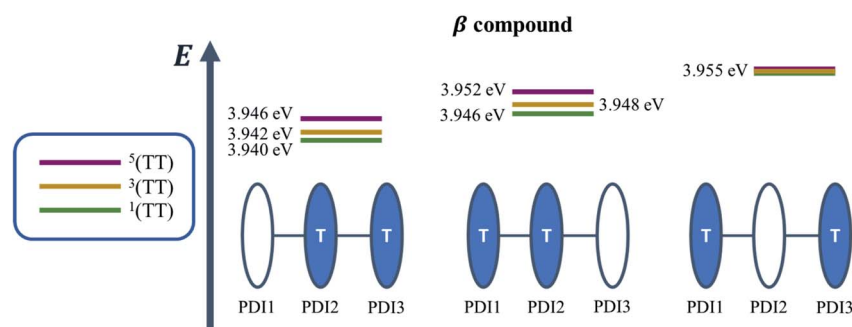 β compound
E
5(TT)
3(TT)
1(TT)
3.946 eV
3.942 eV
3.940 eV
T T
PDI1 PDI2 PDI3
3.952 eV
3.948 eV
3.946 eV
T T
PDI1 PDI2 PDI3
3.955 eV
T T
PDI1 PDI2 PDI3